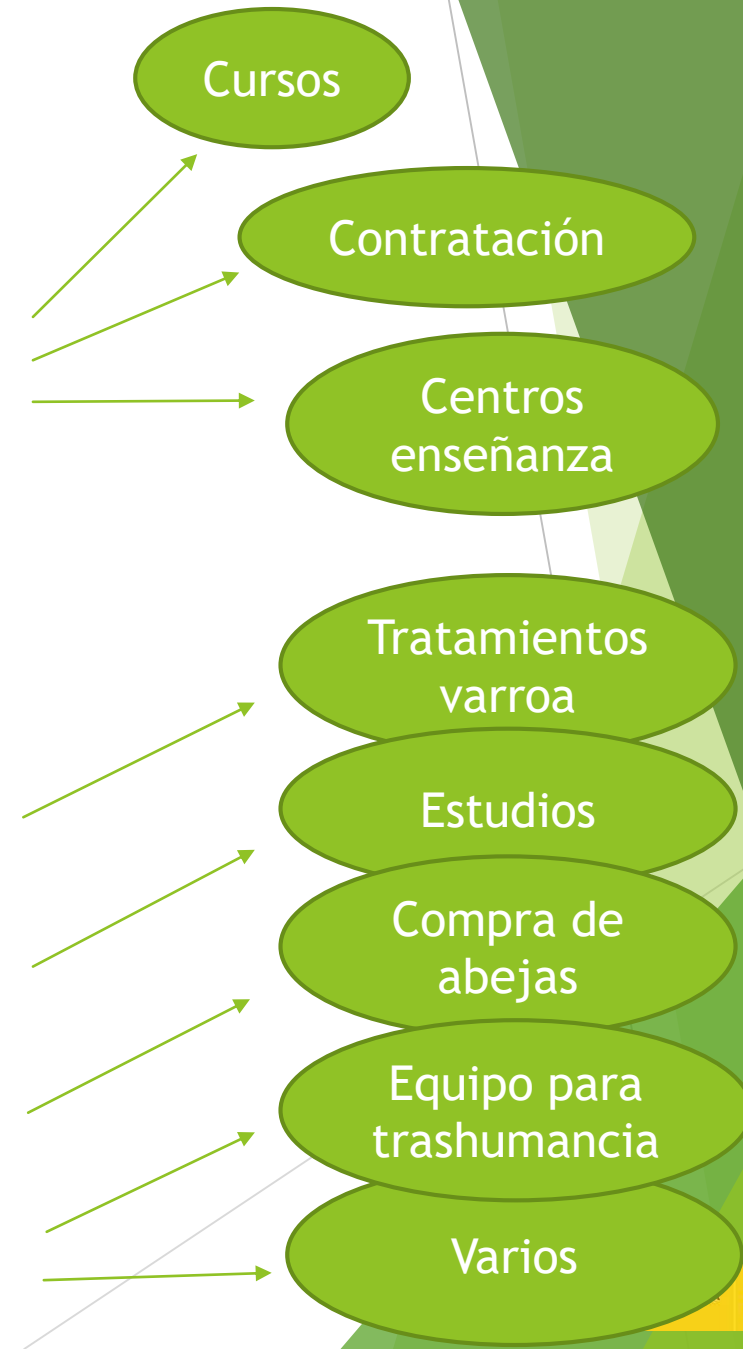 Cursos
Contratación
Centros
enseñanza
Tratamientos
varroa
Estudios
Compra de
abejas
Equipo para
trashumancia
Varios